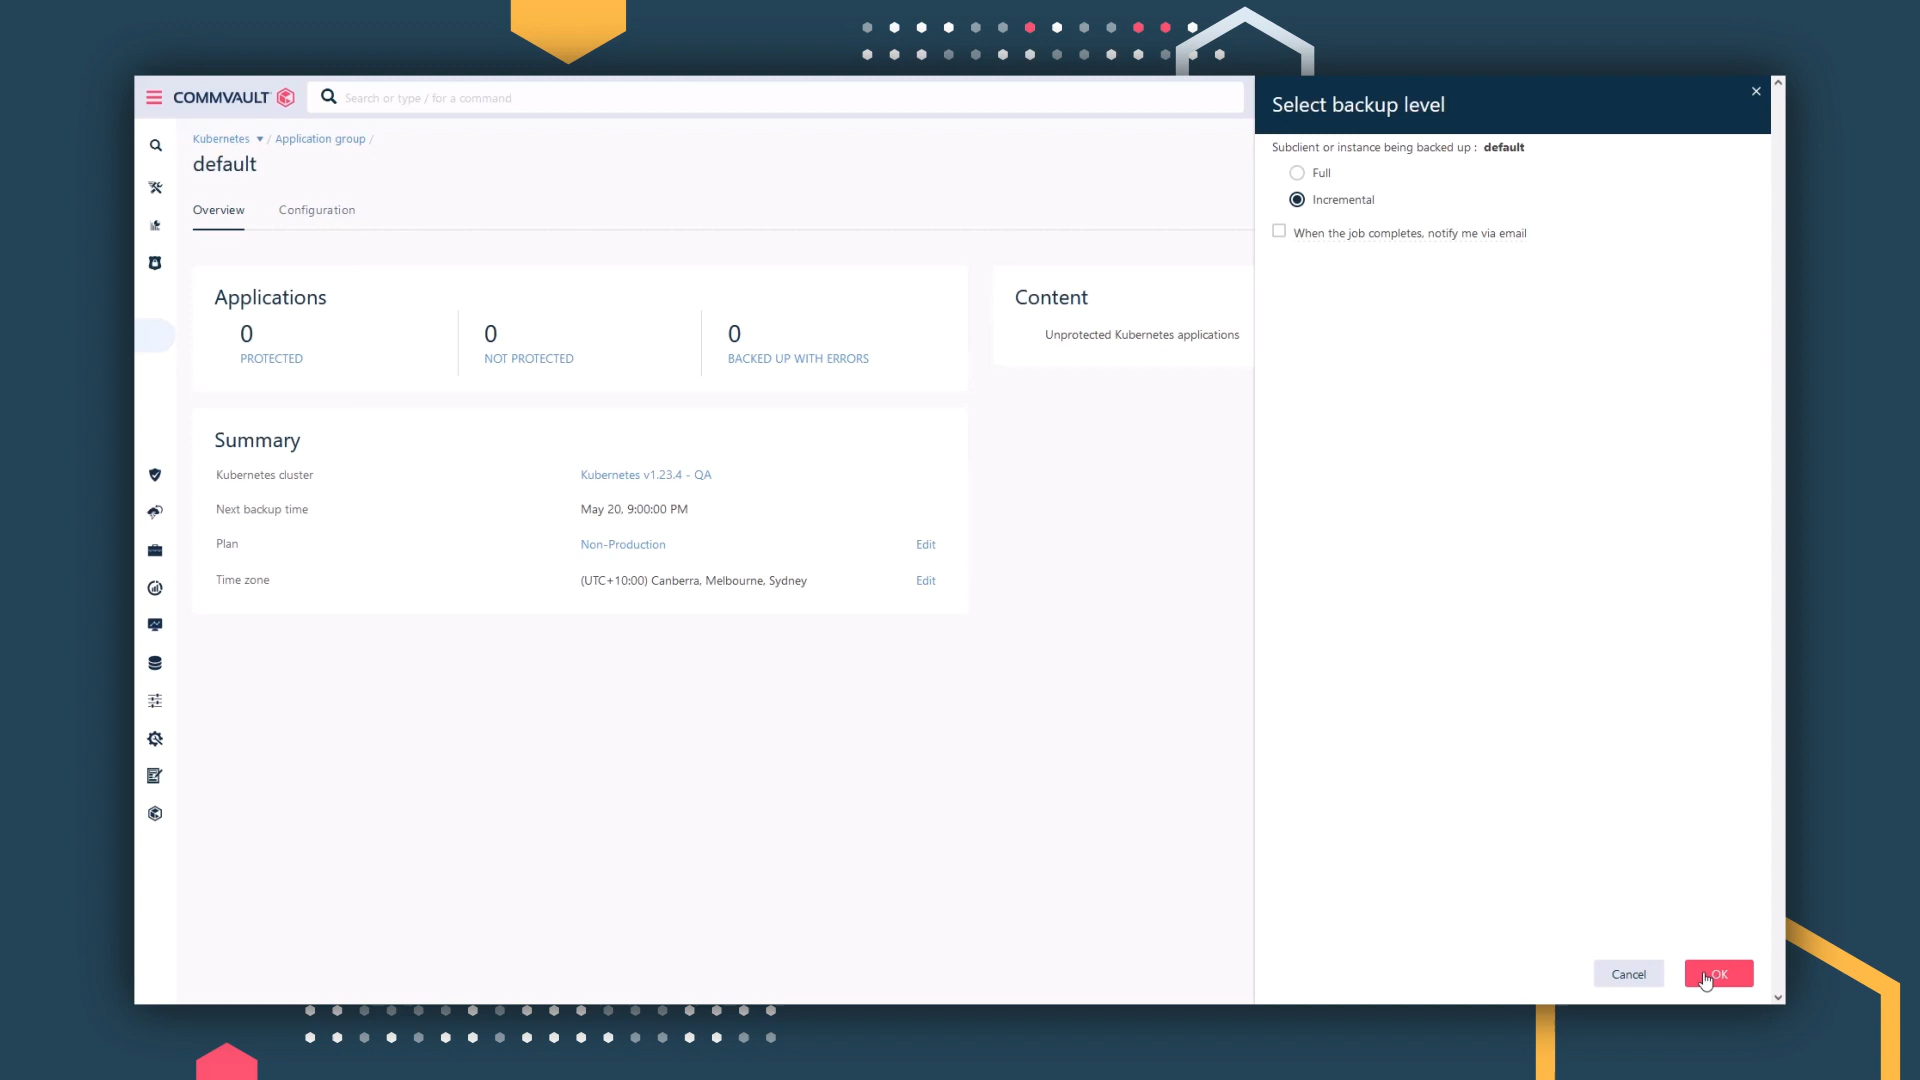 COMMVAULT
Search or type / for a command
Kubernetes / Application group /
default
Overview Configuration
Applications
0
PROTECTED
0
NOT PROTECTED
0
BACKED UP WITH ERRORS
Content
Unprotected Kubernetes applications
Summary
Kubernetes cluster Kubernetes v1.23.4 - QA
Next backup time May 20, 9:00:00 PM
Plan Non-Production Edit
Time zone (UTC+10:00) Canberra, Melbourne, Sydney Edit
Select backup level
Subclient or instance being backed up : default
Full
Incremental
When the job completes, notify me via email
Cancel OK